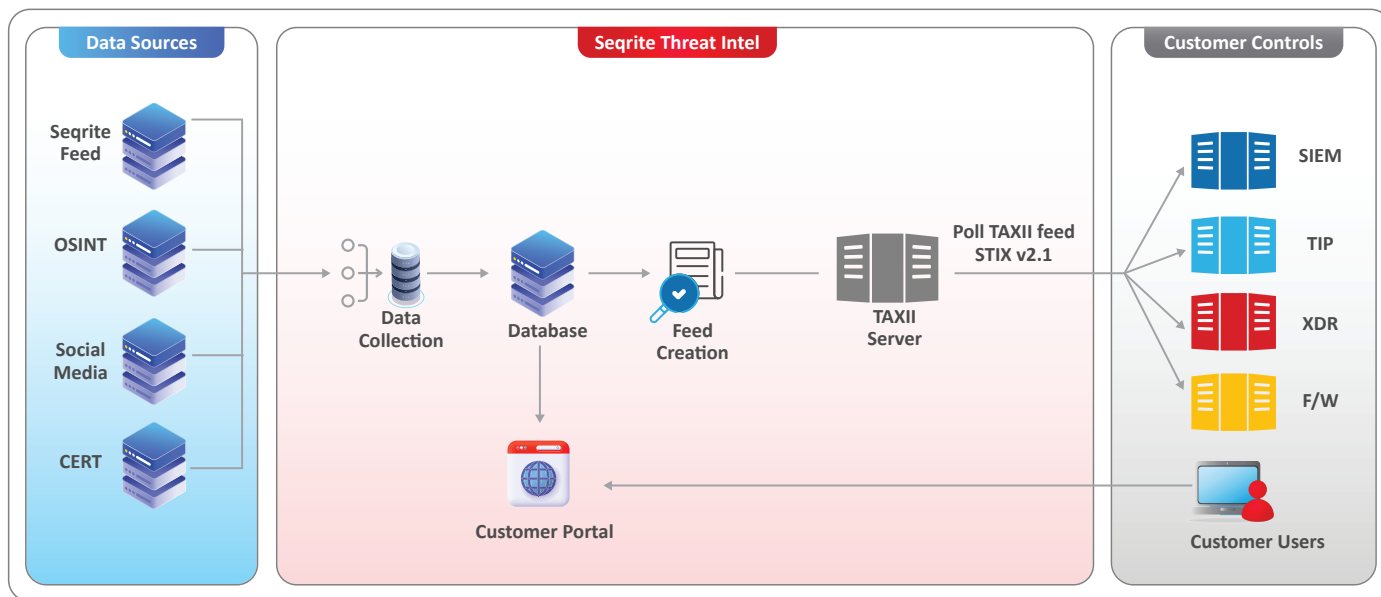 Data Sources
Seqrite Threat Intel
Customer Controls
Seqrite
Feed
OSINT
Social
Media
CERT
Data
Collection
Database
Feed
Creation
TAXII
Server
Poll TAXII feed
STIX v2.1
Customer Portal
SIEM
TIP
XDR
F/W
Customer Users